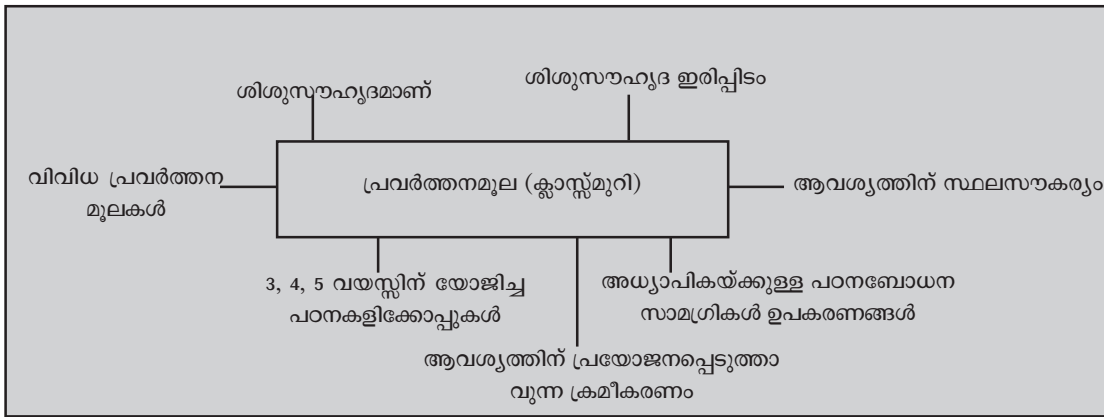 ശിശുസൗഹൃദമാണ്
ശിശുസൗഹൃദ ഇരിപ്പിടം
വിവിധ പ്രവർത്തന
മൂലകൾ
പ്രവർത്തനമൂല (ക്ലാസ്സ്മുറി)
ആവശ്യത്തിന് സ്ഥലസൗകര്യം
3, 4, 5 വയസ്സിന് യോജിച്ച
പഠനകളിക്കോപ്പുകൾ
അധ്യാപികയ്ക്കുള്ള പഠനബോധന
സാമഗ്രികൾ ഉപകരണങ്ങൾ
ആവശ്യത്തിന് പ്രയോജനപ്പെടുത്താ
വുന്ന ക്രമീകരണം